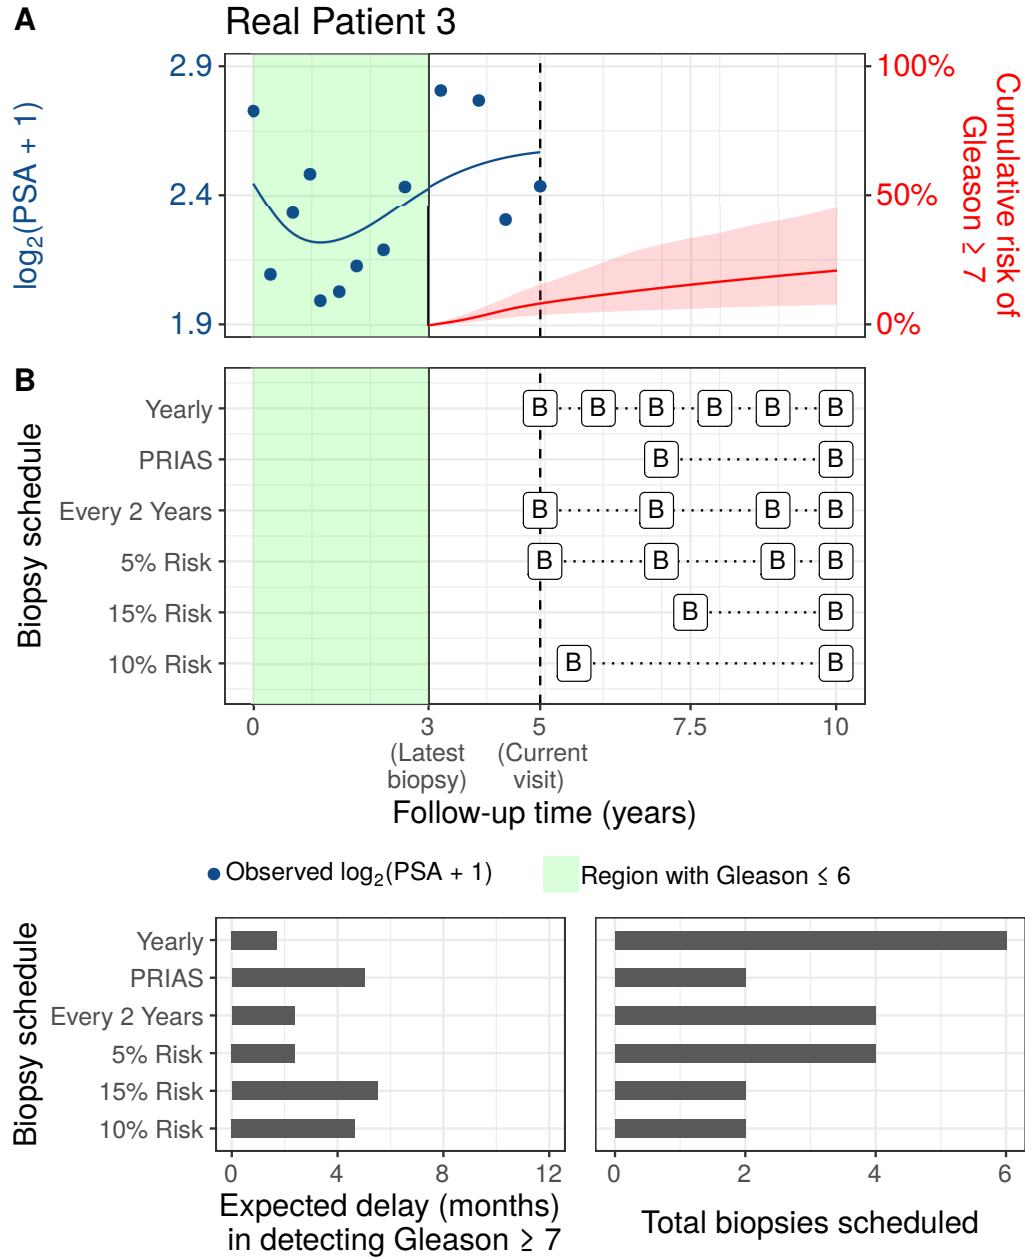 A
Real Patient 3
log₂(PSA + 1)
2.9
2.4
1.9
100%
50%
0%
Cumulative risk of
Gleason ≥ 7
B
Biopsy schedule
Yearly B B B B B B
PRIAS B B
Every 2 Years B B B B
5% Risk B B B B
15% Risk B B
10% Risk B B
0 3 5 7.5 10
(Latest (Current
biopsy) visit)
Follow-up time (years)
Observed log₂(PSA + 1) Region with Gleason ≤ 6
Biopsy schedule
Yearly
PRIAS
Every 2 Years
5% Risk
15% Risk
10% Risk
0 4 8 12 0 2 4 6
Expected delay (months)
in detecting Gleason ≥ 7
Total biopsies scheduled